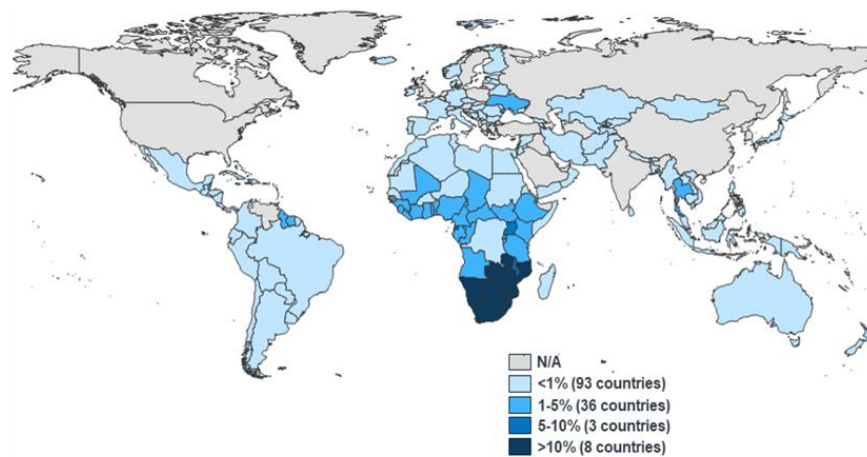 N/A
<1% (93 countries)
1-5% (36 countries)
5-10% (3 countries)
>10% (8 countries)